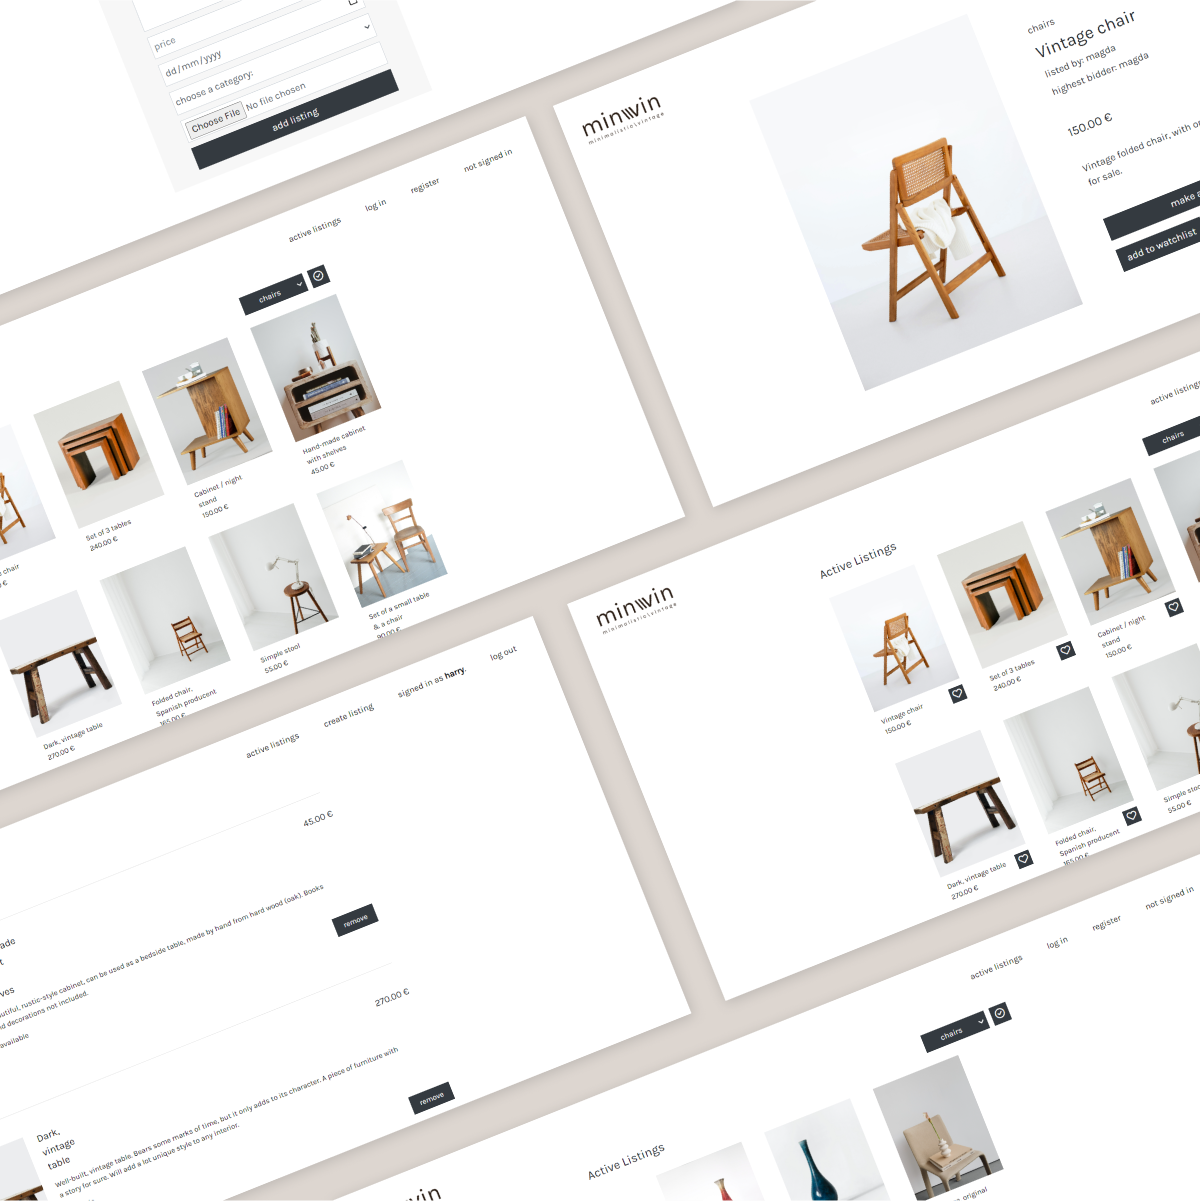 price
dd/mm/yyyy
choose a category:
Choose File No file chosen
add listing
active listings
log in
register
not signed in
chairs
Hand-made cabinet
with shelves
45.00 €
Cabinet / night
stand
150.00 €
Set of 3 tables
240.00 €
chair
€
Set of a small table
& a chair
90.00 €
Simple stool
55.00 €
Folded chair,
Spanish producent
165.00 €
Dark, vintage table
270.00 €
minwin
minimalistic\vintage
chairs
Vintage chair
listed by: magda
highest bidder: magda
150.00 €
Vintage folded chair, with
for sale.
make
add to watchlist
active listings
create listing
signed in as harry.
log out
45.00 €
rustic-style cabinet, can be used as a bedside table, made by hand from hard wood (oak). Books
decorations not included.
available
remove
270.00 €
Dark,
vintage
table
Well-built, vintage table. Bears some marks of time, but it only adds to its character. A piece of furniture with
a story for sure. Will add a lot unique style to any interior.
remove
minwin
minimalistic\vintage
active listings
chairs
Active Listings
Vintage chair
150.00 €
Set of 3 tables
240.00 €
Cabinet / night
stand
150.00 €
Dark, vintage table
270.00 €
Folded chair,
Spanish producent
165.00 €
Simple stool
55.00 €
active listings
log in
register
not signed in
chairs
Active Listings
original
minwin